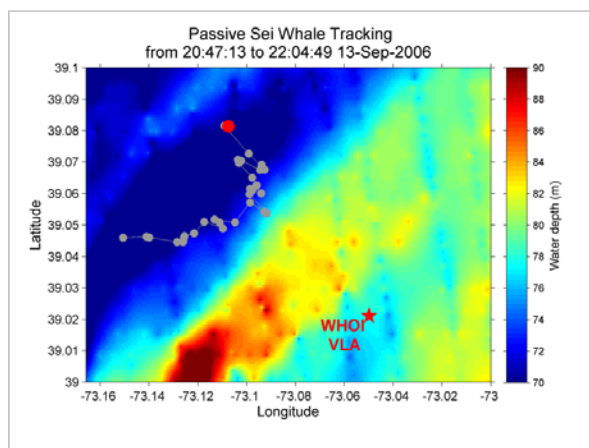 Passive Sei Whale Tracking
from 20:47:13 to 22:04:49 13-Sep-2006
39.1
39.09
39.08
39.07
39.06
39.05
39.04
39.03
39.02
39.01
39
Latitude
WHOI
VLA
-73.16 -73.14 -73.12 -73.10 -73.08 -73.06 -73.04 -73.02 -73
Longitude
90
88
86
84
82
80
78
76
74
72
70
Water depth (m)